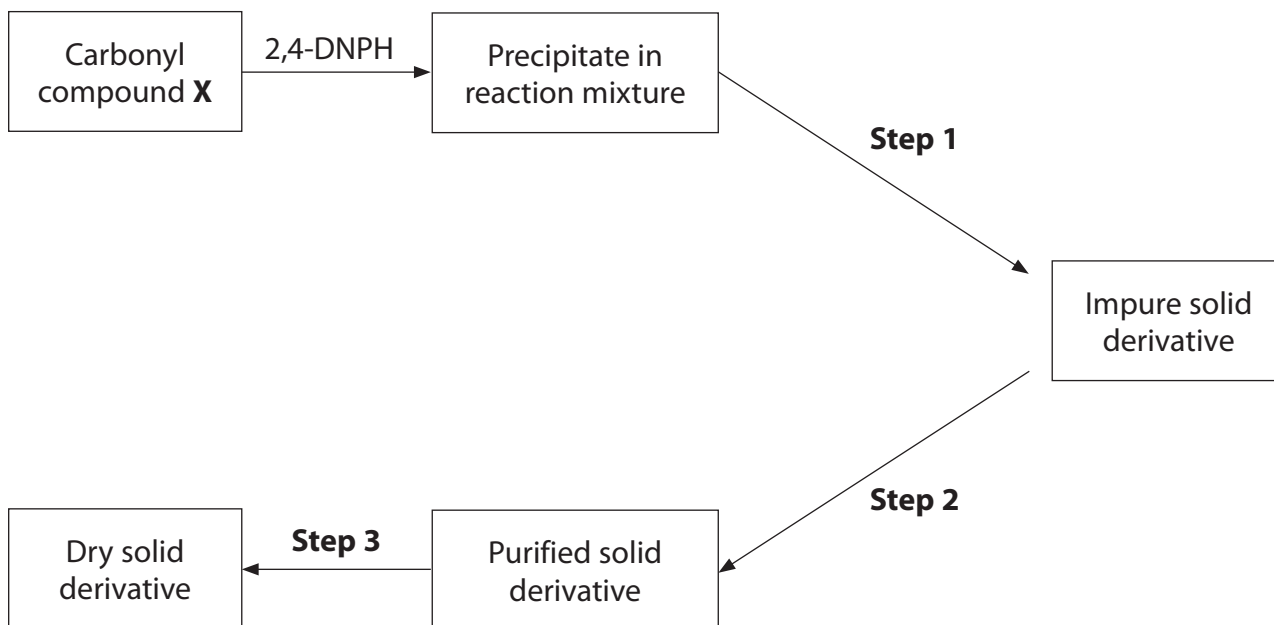 Carbonyl
compound X
2,4-DNPH
Precipitate in
reaction mixture
Step 1
Impure solid
derivative
Step 2
Purified solid
derivative
Step 3
Dry solid
derivative